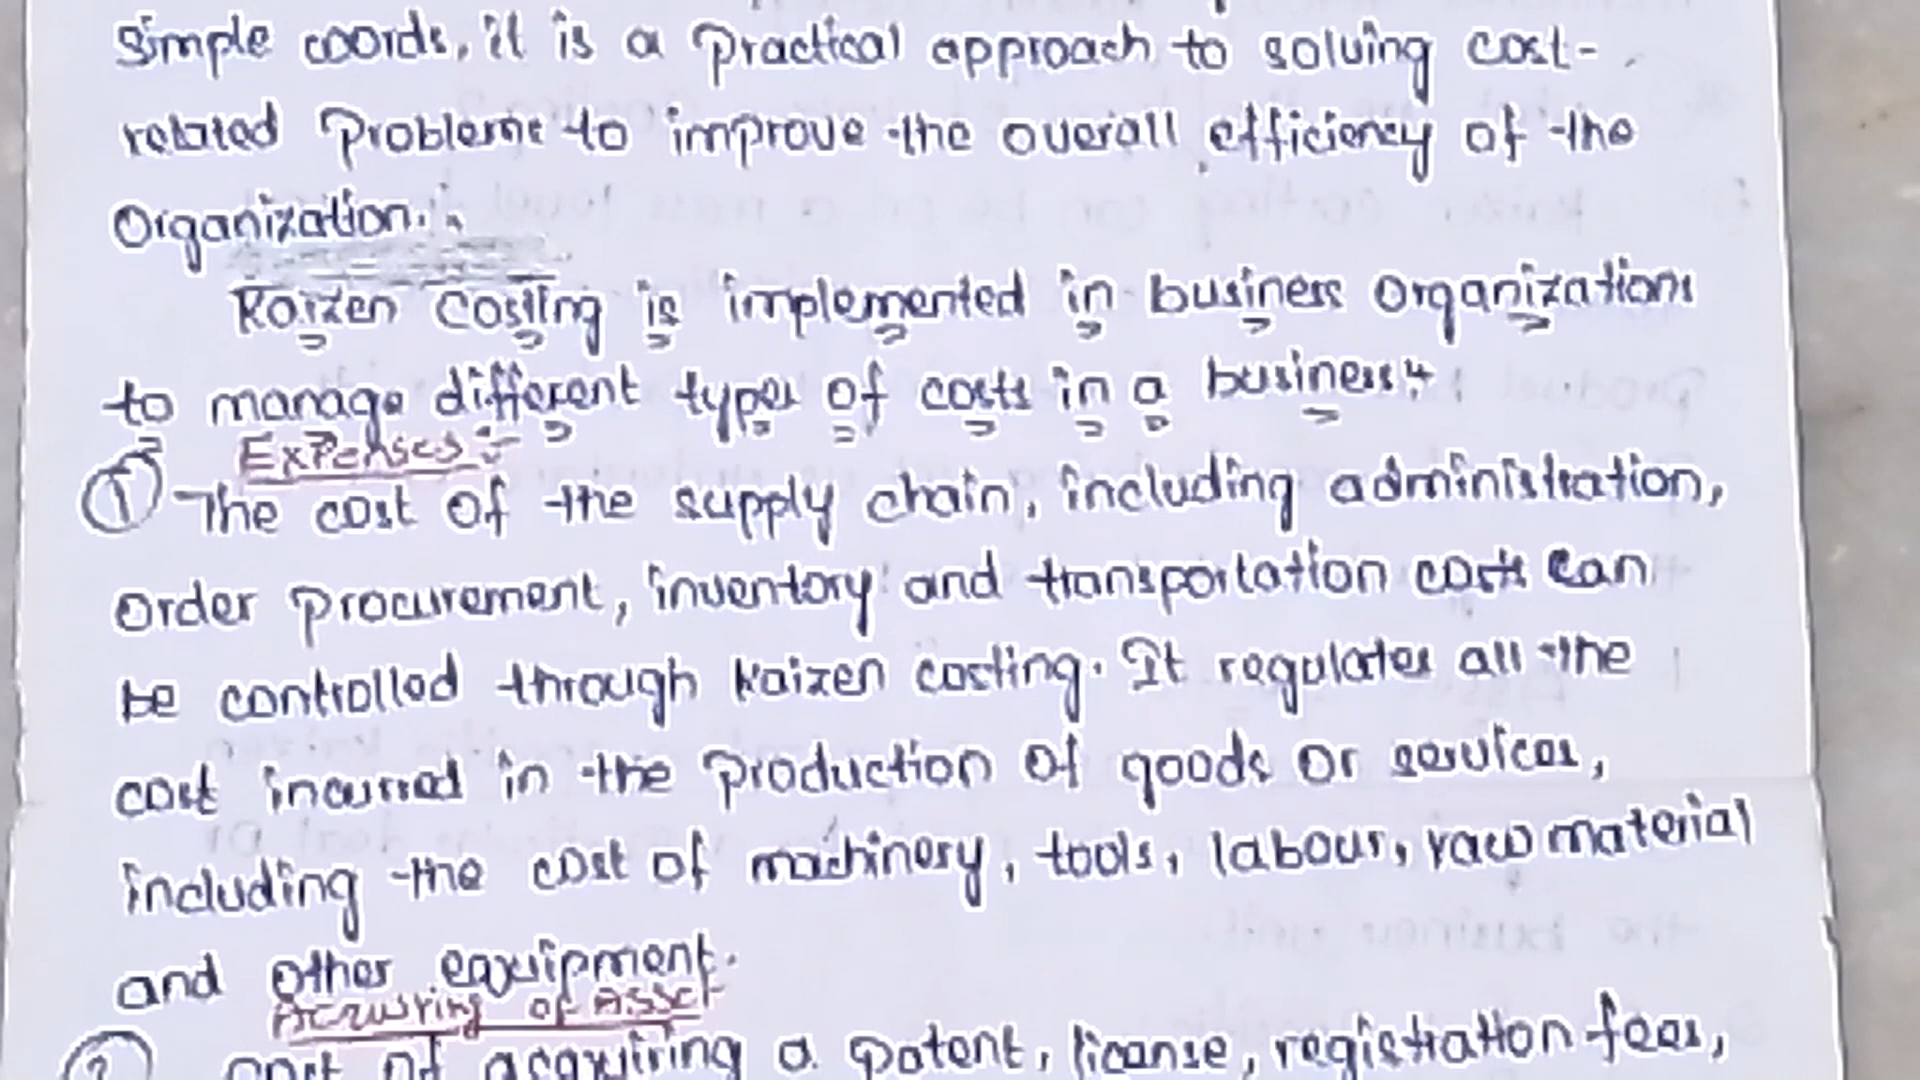 Simple words, it is a Practical approach to solving cost-
related Problems to improve the overall efficiency of the
Organization.
Kaizen Costing is implemented in business Organizations
to manage different types of costs in a business:
Expenses:-
① The cost of the supply chain, including administration,
Order procurement, inventory and transportation costs can
be controlled through Kaizen costing. It regulates all the
cost incurred in the Production of goods or services,
including the cost of machinery, tools, labour, raw material
and other equipment.
Acqusring of Asset
② cost of acquiring a patent, license, registration fees,